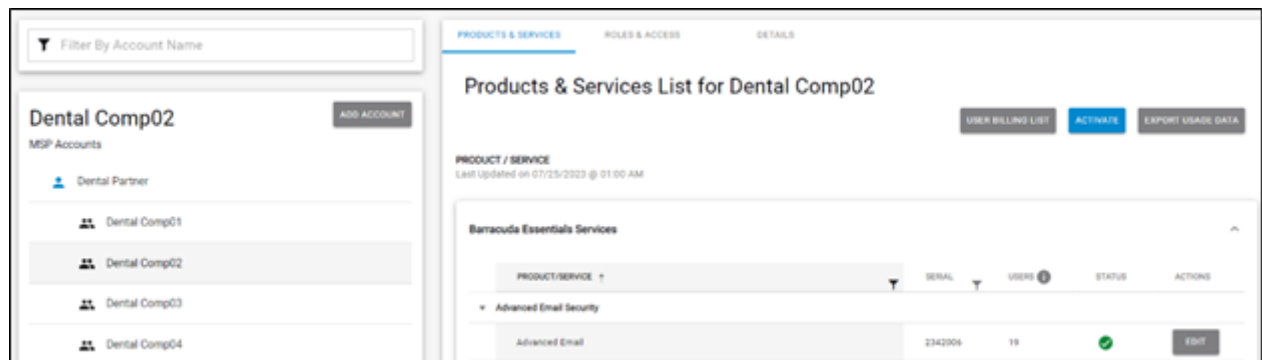 Filter By Account Name
Dental Comp02
ADD ACCOUNT
MSP Accounts
Dental Partner
Dental Comp01
Dental Comp02
Dental Comp03
Dental Comp04
PRODUCTS & SERVICES ROLES & ACCESS DETAILS
Products & Services List for Dental Comp02
USER BILLING LIST ACTIVATE EXPORT USAGE DATA
PRODUCT / SERVICE
Last Updated on 07/25/2023 @ 01:00 AM
Barracuda Essentials Services
PRODUCT/SERVICE ↑ SERIAL USERS STATUS ACTIONS
Advanced Email Security
Advanced Email 2342006 19 EDIT